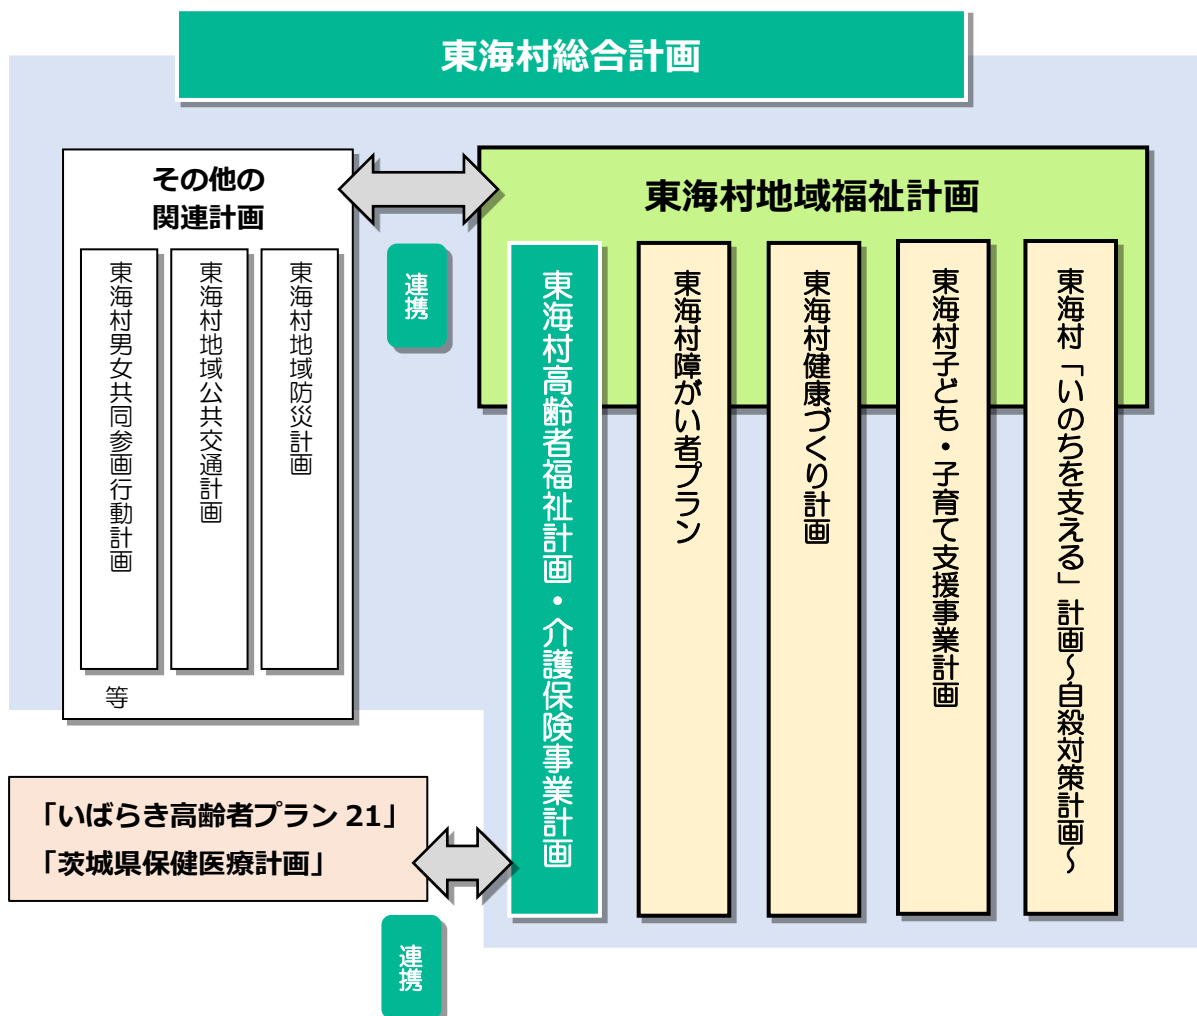 東海村総合計画
その他の
関連計画
東海村男女共同参画行動計画
東海村地域公共交通計画
東海村地域防災計画
等
連携
東海村地域福祉計画
東海村高齢者福祉計画・介護保険事業計画
東海村障がい者プラン
東海村健康づくり計画
東海村子ども・子育て支援事業計画
東海村「いのちを支える」計画～自殺対策計画～
「いばらき高齢者プラン 21」
「茨城県保健医療計画」
連携